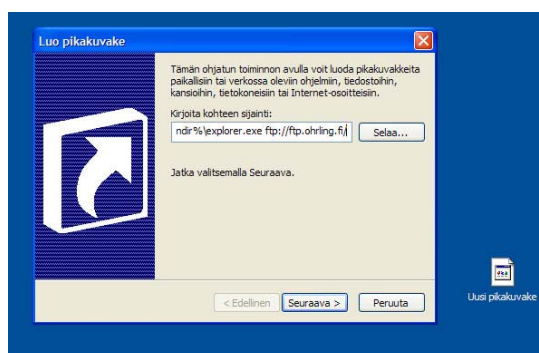 Luo pikakuvake
Tämän ohjatun toiminnon avulla voit luoda pikakuvakkeita
paikallisiin tai verkossa oleviin ohjelmiin, tiedostoihin,
kansioihin, tietokoneisiin tai Internet-osoitteisiin.
Kirjoita kohteen sijainti:
ndir%\explorer.exe ftp://ftp.ohrling.fi/
Selaa...
Jatka valitsemalla Seuraava.
< Edellinen
Seuraava >
Peruuta
Uusi pikakuvake